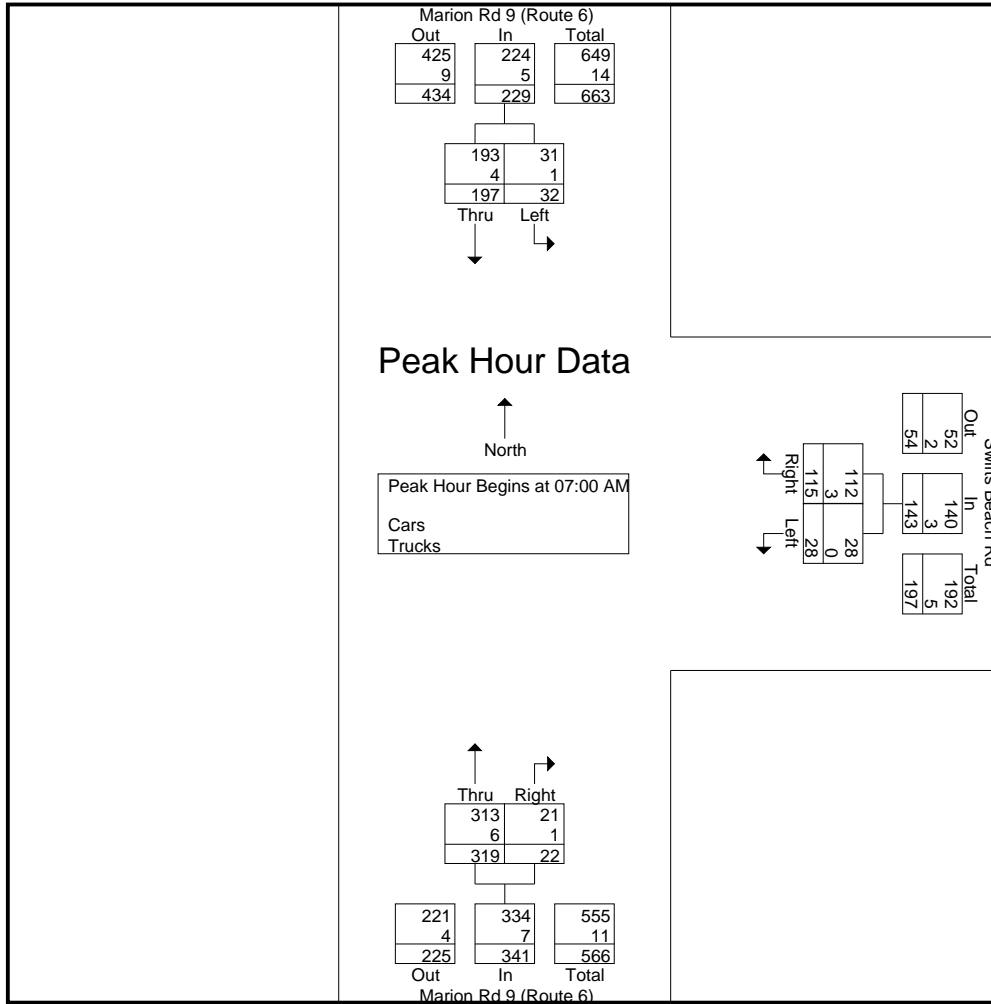 Marion Rd 9 (Route 6)
Out In Total
425 224 649
9 5 14
434 229 663
193 31
4 1
197 32
Thru Left
Peak Hour Data
North
Peak Hour Begins at 07:00 AM
Cars
Trucks
Swifts Beach Rd
Out In Total
52 140 192
2 3 5
54 143 197
112 28
3 0
115 28
Right Left
Thru Right
313 21
6 1
319 22
221 334 555
4 7 11
225 341 566
Out In Total
Marion Rd 9 (Route 6)